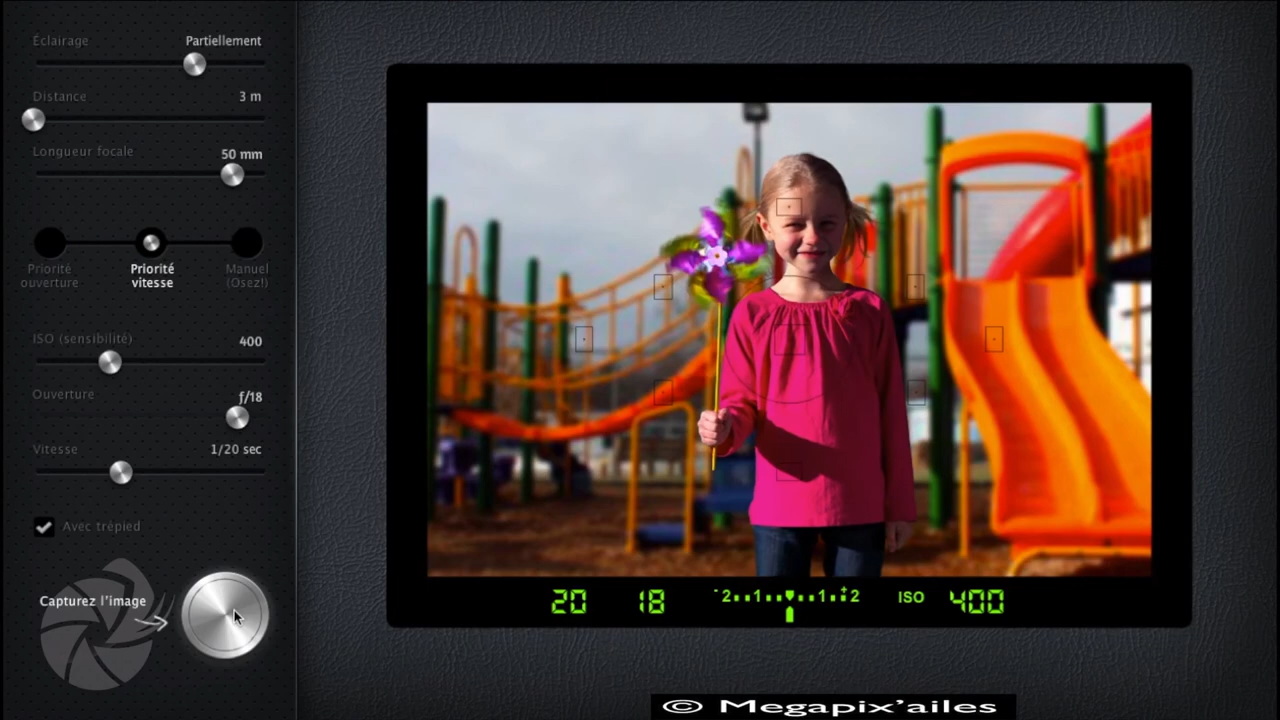 Éclairage Partiellement
Distance 3 m
Longueur focale 50 mm
Priorité ouverture
Priorité vitesse
Manuel (Osez!)
ISO (sensibilité) 400
Ouverture ƒ/18
Vitesse 1/20 sec
Avec trépied
Capturez l'image
20 18 -2 1 1 +2 ISO 400
© Megapix'ailes